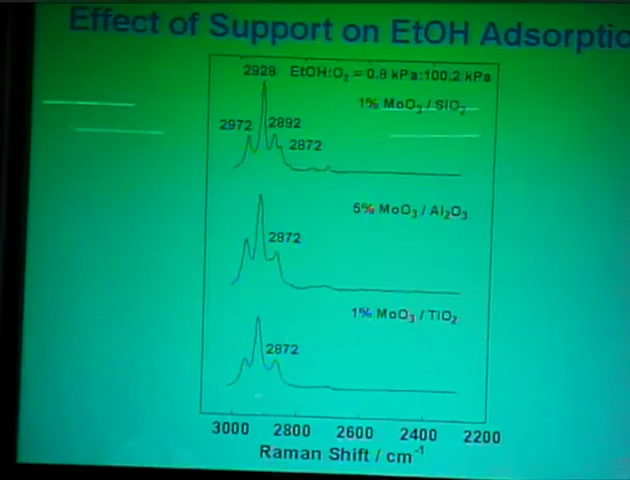 Effect of Support on EtOH Adsorptio
2928 EtOH:O₂ = 0.8 kPa:100.2 kPa
1% MoO₃ / SiO₂
2972 2892
2872
5% MoO₃ / Al₂O₃
2872
1% MoO₃ / TiO₂
2872
3000 2800 2600 2400 2200
Raman Shift / cm⁻¹